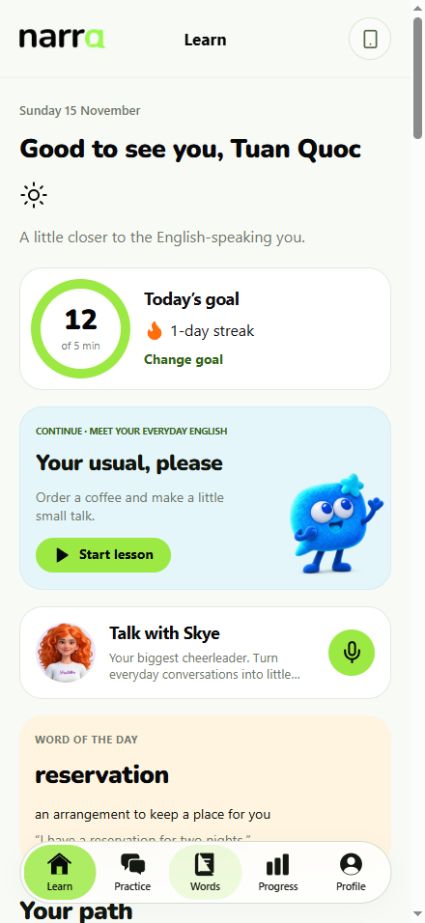 narra
Learn
Sunday 15 November
Good to see you, Tuan Quoc
A little closer to the English-speaking you.
12
of 5 min
Today's goal
1-day streak
Change goal
CONTINUE • MEET YOUR EVERYDAY ENGLISH
Your usual, please
Order a coffee and make a little
small talk.
Start lesson
Talk with Skye
Your biggest cheerleader. Turn
everyday conversations into little...
WORD OF THE DAY
reservation
an arrangement to keep a place for you
"I have a reservation for two nights."
Learn
Practice
Words
Progress
Profile
Your path